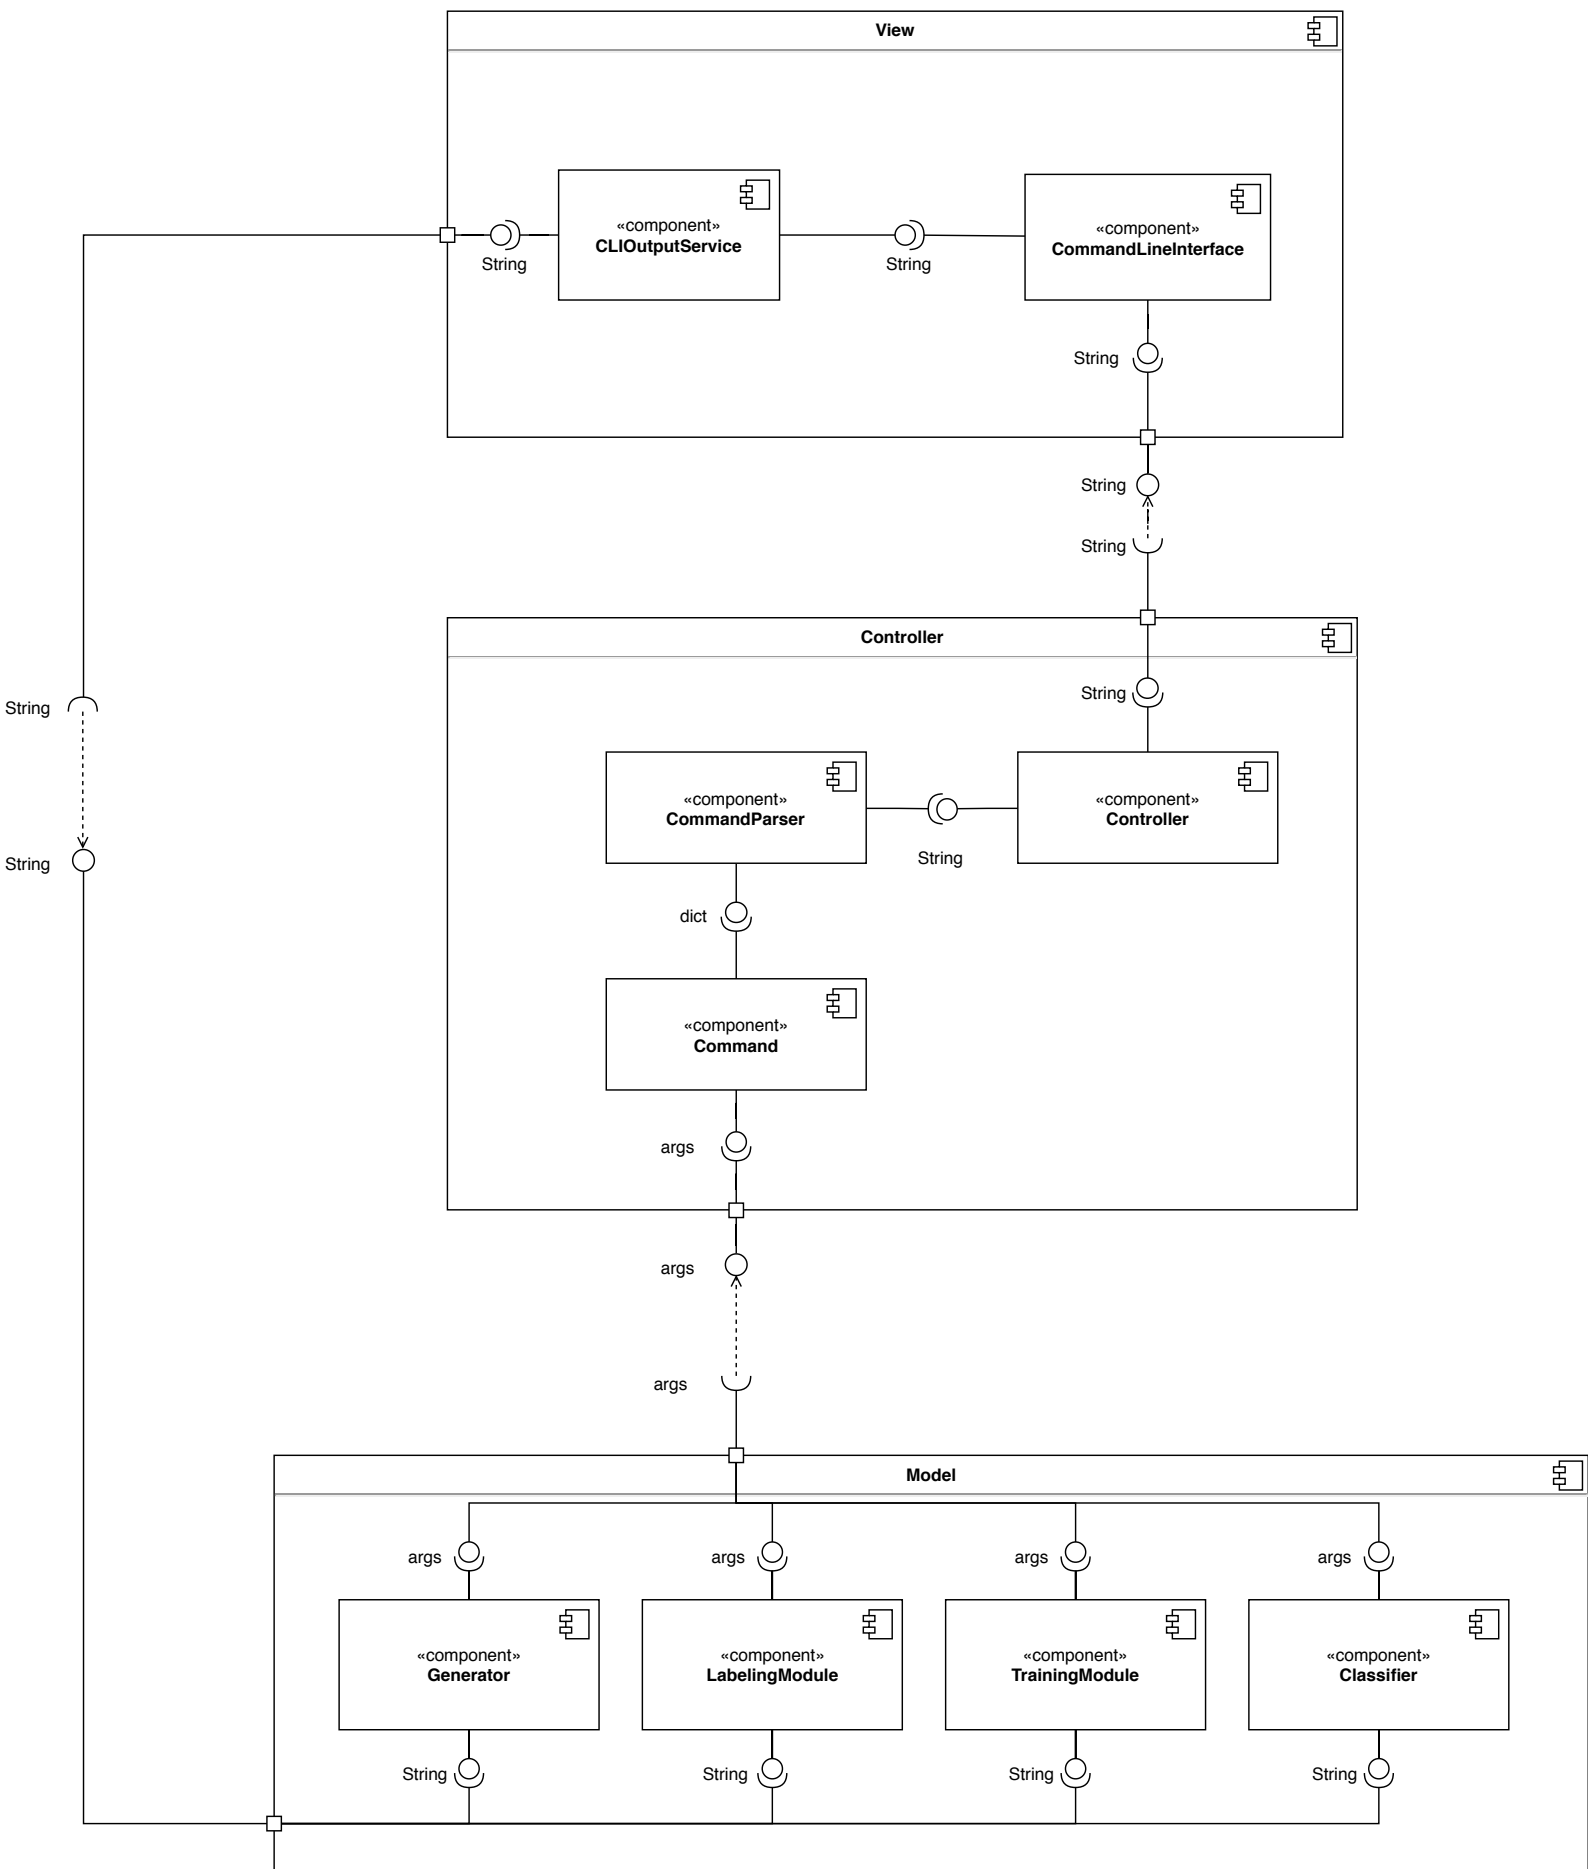 View
«component»
CLIOutputService
«component»
CommandLineInterface
String
String
String
String
String
Controller
String
String
«component»
CommandParser
«component»
Controller
String
String
dict
«component»
Command
args
args
args
Model
args
args
args
args
«component»
Generator
«component»
LabelingModule
«component»
TrainingModule
«component»
Classifier
String
String
String
String